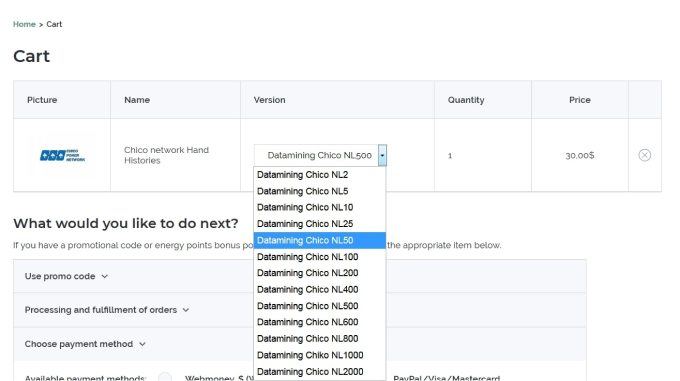 Home > Cart
Cart
Picture Name Version Quantity Price
CHICO
POKER
NETWORK
Chico network Hand
Histories
Datamining Chico NL500
1
30,00$
Datamining Chico NL2
Datamining Chico NL5
Datamining Chico NL10
Datamining Chico NL25
Datamining Chico NL50
Datamining Chico NL100
Datamining Chico NL200
Datamining Chico NL400
Datamining Chico NL500
Datamining Chico NL600
Datamining Chico NL800
Datamining Chiko NL1000
Datamining Chico NL2000
What would you like to do next?
If you have a promotional code or energy points bonus po the appropriate item below.
Use promo code
Processing and fulfillment of orders
Choose payment method
Available payment methods: Webmoney, $ (W PayPal/Visa/Mastercard